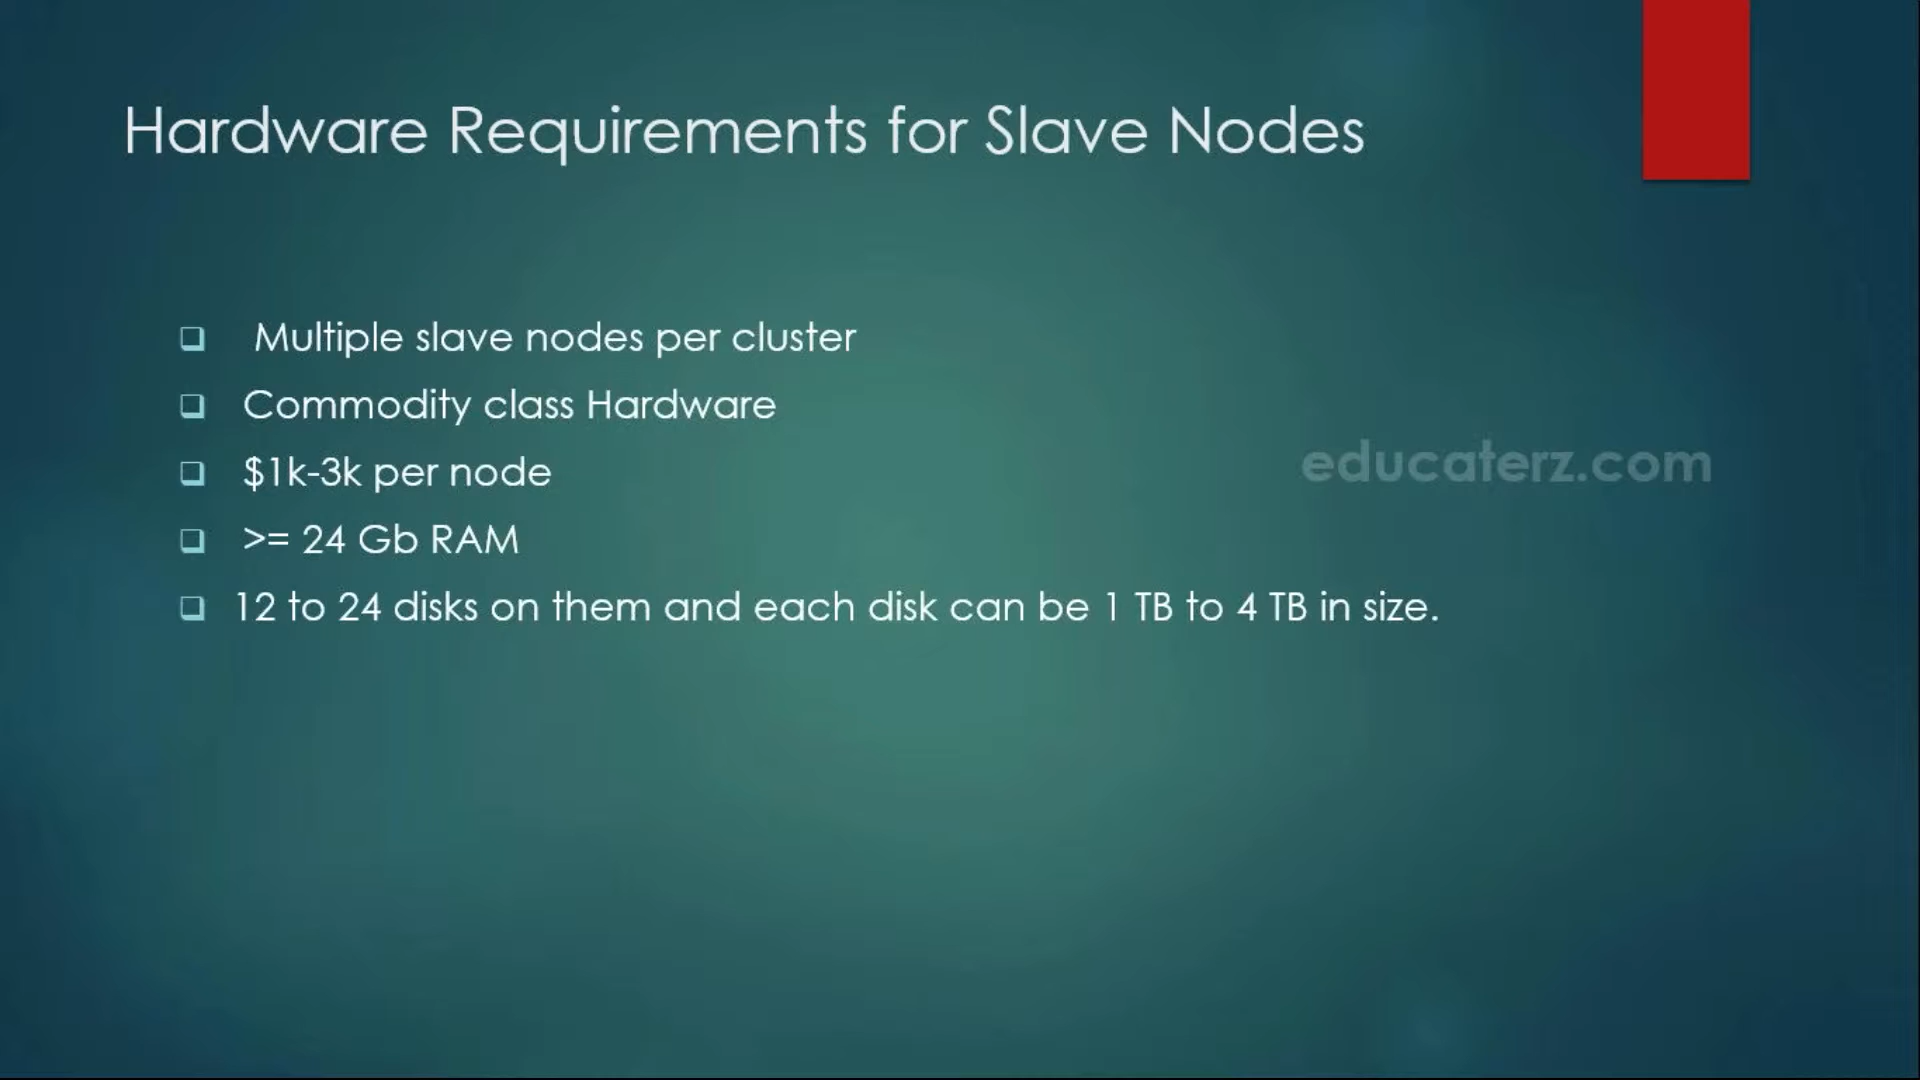 Hardware Requirements for Slave Nodes
Multiple slave nodes per cluster
Commodity class Hardware
$1k-3k per node
educaterz.com
>= 24 Gb RAM
12 to 24 disks on them and each disk can be 1 TB to 4 TB in size.